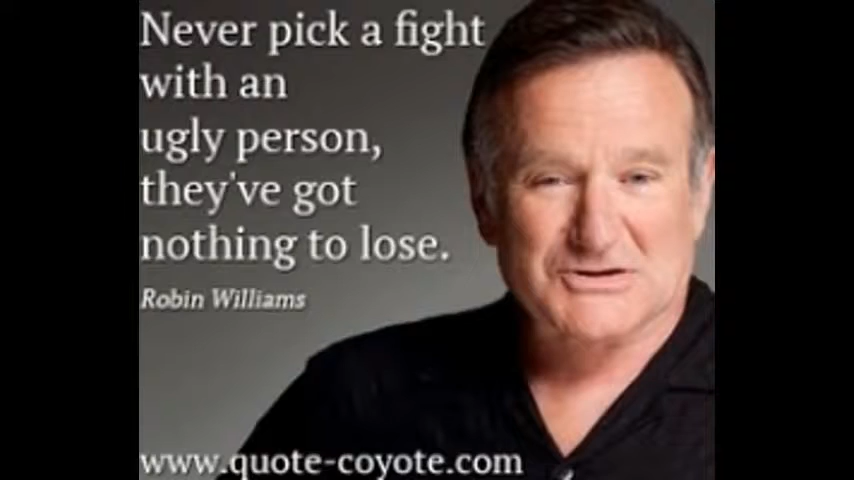 Never pick a fight
with an
ugly person,
they've got
nothing to lose.
Robin Williams
www.quote-coyote.com